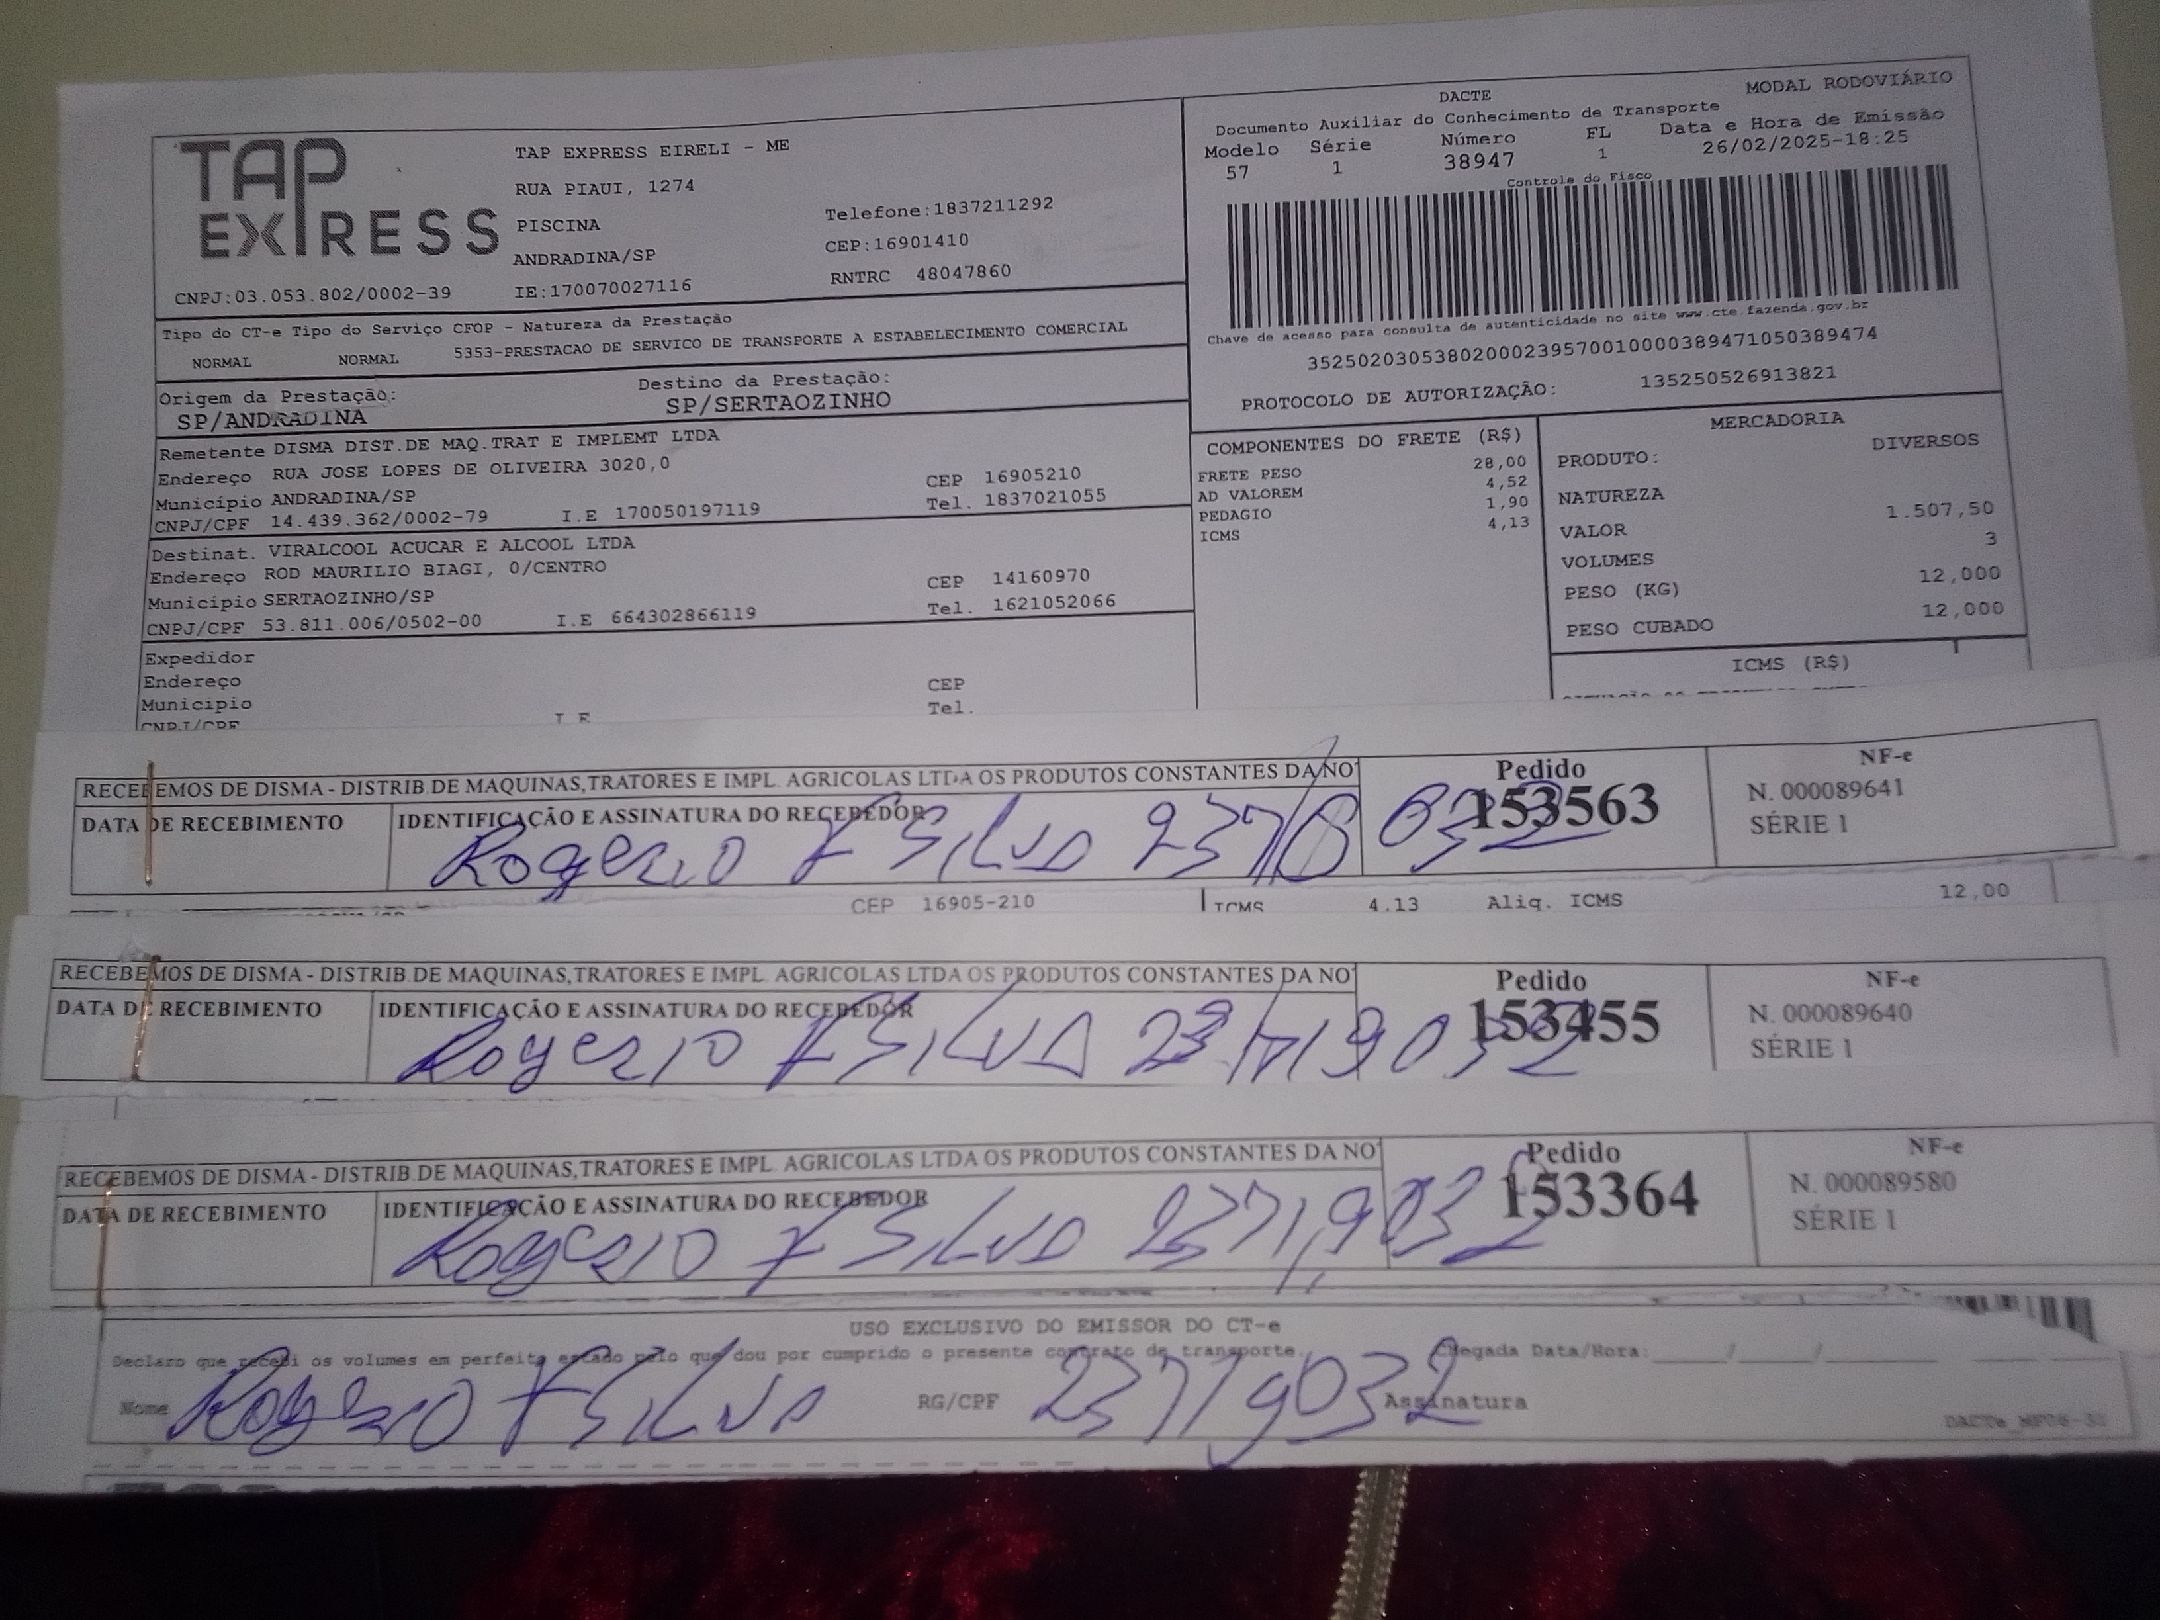 TAP EXPRESS
TAP EXPRESS EIRELI - ME
RUA PIAUI, 1274
PISCINA
ANDRADINA/SP
Telefone:1837211292
CEP:16901410
CNPJ:03.053.802/0002-39 IE:170070027116 RNTRC 48047860
DACTE MODAL RODOVIÁRIO
Documento Auxiliar do Conhecimento de Transporte
Modelo Série Número FL Data e Hora de Emissão
57 1 38947 1 26/02/2025-18:25
Controle do Fisco
Chave de acesso para consulta de autenticidade no site www.cte.fazenda.gov.br
35250203053802000239570010000389471050389474
PROTOCOLO DE AUTORIZAÇÃO: 135250526913821
Tipo do CT-e Tipo do Serviço CFOP - Natureza da Prestação
NORMAL NORMAL 5353-PRESTACAO DE SERVICO DE TRANSPORTE A ESTABELECIMENTO COMERCIAL
Origem da Prestação: Destino da Prestação:
SP/ANDRADINA SP/SERTAOZINHO
Remetente DISMA DIST.DE MAQ.TRAT E IMPLEMT LTDA
Endereço RUA JOSE LOPES DE OLIVEIRA 3020,0 CEP 16905210
Município ANDRADINA/SP Tel. 1837021055
CNPJ/CPF 14.439.362/0002-79 I.E 170050197119
Destinat. VIRALCOOL ACUCAR E ALCOOL LTDA
Endereço ROD MAURILIO BIAGI, 0/CENTRO CEP 14160970
Municipio SERTAOZINHO/SP Tel. 1621052066
CNPJ/CPF 53.811.006/0502-00 I.E 664302866119
Expedidor
Endereço CEP
Municipio Tel.
CNPJ/CPF I.E
COMPONENTES DO FRETE (R$)
FRETE PESO 28,00
AD VALOREM 4,52
PEDAGIO 1,90
ICMS 4,13
MERCADORIA
PRODUTO: DIVERSOS
NATUREZA
VALOR 1.507,50
VOLUMES 3
PESO (KG) 12,000
PESO CUBADO 12,000
ICMS (R$)
RECEBEMOS DE DISMA - DISTRIB.DE MAQUINAS,TRATORES E IMPL. AGRICOLAS LTDA OS PRODUTOS CONSTANTES DA NO
DATA DE RECEBIMENTO IDENTIFICAÇÃO E ASSINATURA DO RECEBEDOR
Rogerio F Silva
Pedido
153563
NF-e
N. 000089641
SÉRIE 1
CEP 16905-210 ICMS 4.13 Aliq. ICMS 12,00
RECEBEMOS DE DISMA - DISTRIB.DE MAQUINAS,TRATORES E IMPL. AGRICOLAS LTDA OS PRODUTOS CONSTANTES DA NO
DATA DE RECEBIMENTO IDENTIFICAÇÃO E ASSINATURA DO RECEBEDOR
Rogerio F Silva
Pedido
153455
NF-e
N. 000089640
SÉRIE 1
RECEBEMOS DE DISMA - DISTRIB.DE MAQUINAS,TRATORES E IMPL. AGRICOLAS LTDA OS PRODUTOS CONSTANTES DA NO
DATA DE RECEBIMENTO IDENTIFICAÇÃO E ASSINATURA DO RECEBEDOR
Rogerio F Silva
Pedido
153364
NF-e
N. 000089580
SÉRIE 1
USO EXCLUSIVO DO EMISSOR DO CT-e
Declaro que recebi os volumes em perfeito estado pelo que dou por cumprido o presente contrato de transporte. Chegada Data/Hora: ____/____/____
Nome Rogerio F Silva RG/CPF 23719032 Assinatura